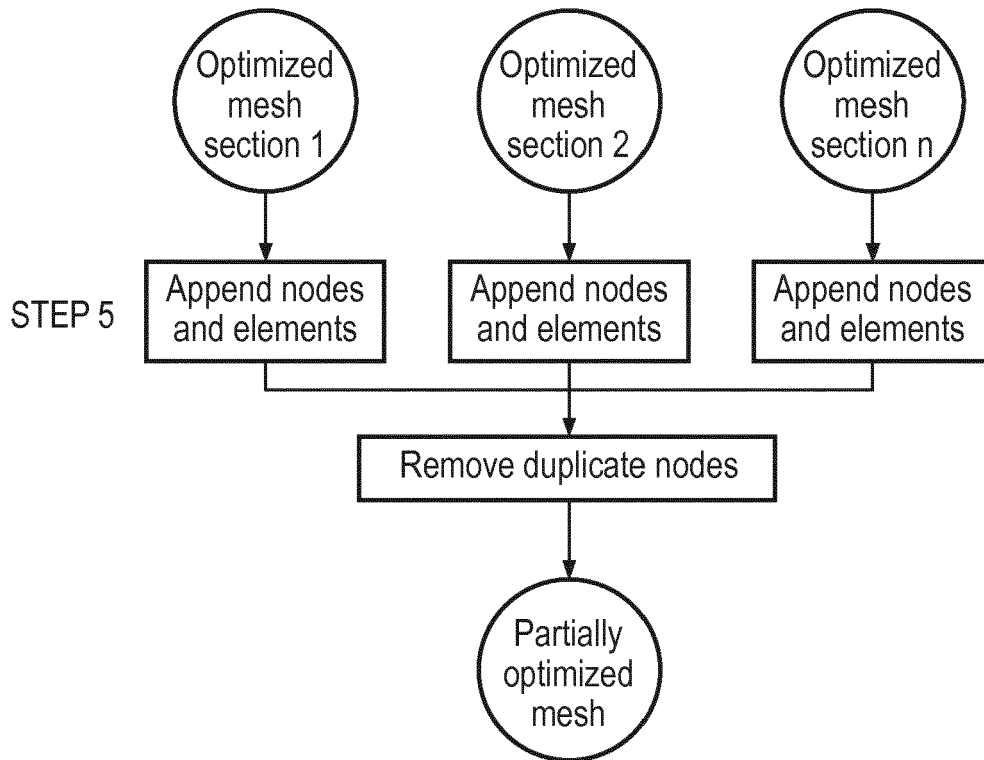 Optimized
mesh
section 1
Optimized
mesh
section 2
Optimized
mesh
section n
STEP 5
Append nodes
and elements
Append nodes
and elements
Append nodes
and elements
Remove duplicate nodes
Partially
optimized
mesh